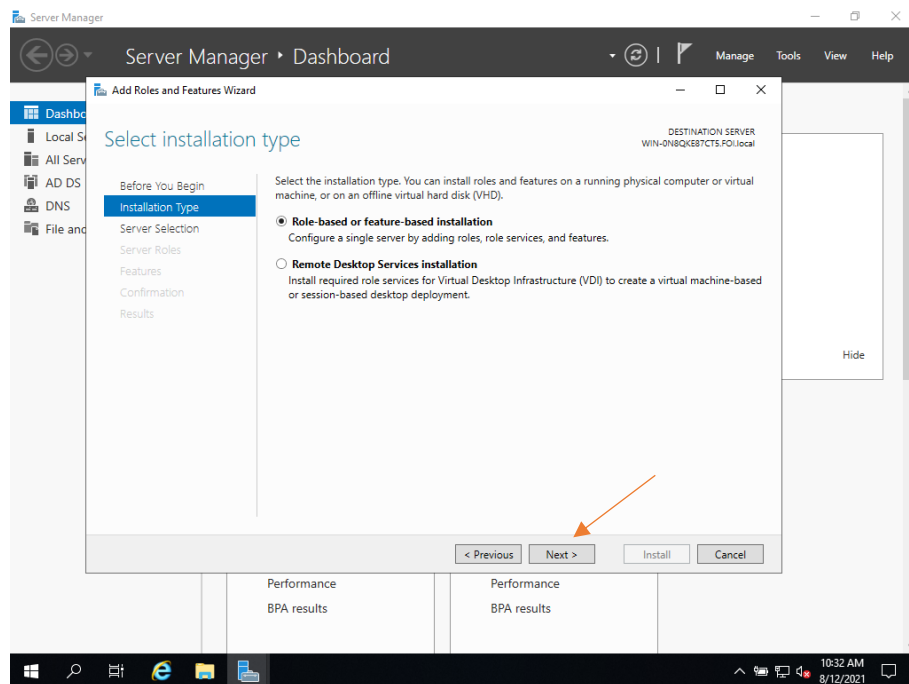 Server Manager
Server Manager ‣ Dashboard
Manage Tools View Help
Add Roles and Features Wizard
Dashbo
Local Se
All Serv
AD DS
DNS
File and
Select installation type
DESTINATION SERVER
WIN-0N8QKE87CTS.FOI.local
Before You Begin
Installation Type
Server Selection
Server Roles
Features
Confirmation
Results
Select the installation type. You can install roles and features on a running physical computer or virtual
machine, or on an offline virtual hard disk (VHD).
Role-based or feature-based installation
Configure a single server by adding roles, role services, and features.
Remote Desktop Services installation
Install required role services for Virtual Desktop Infrastructure (VDI) to create a virtual machine-based
or session-based desktop deployment.
Hide
< Previous Next > Install Cancel
Performance Performance
BPA results BPA results
10:32 AM
8/12/2021